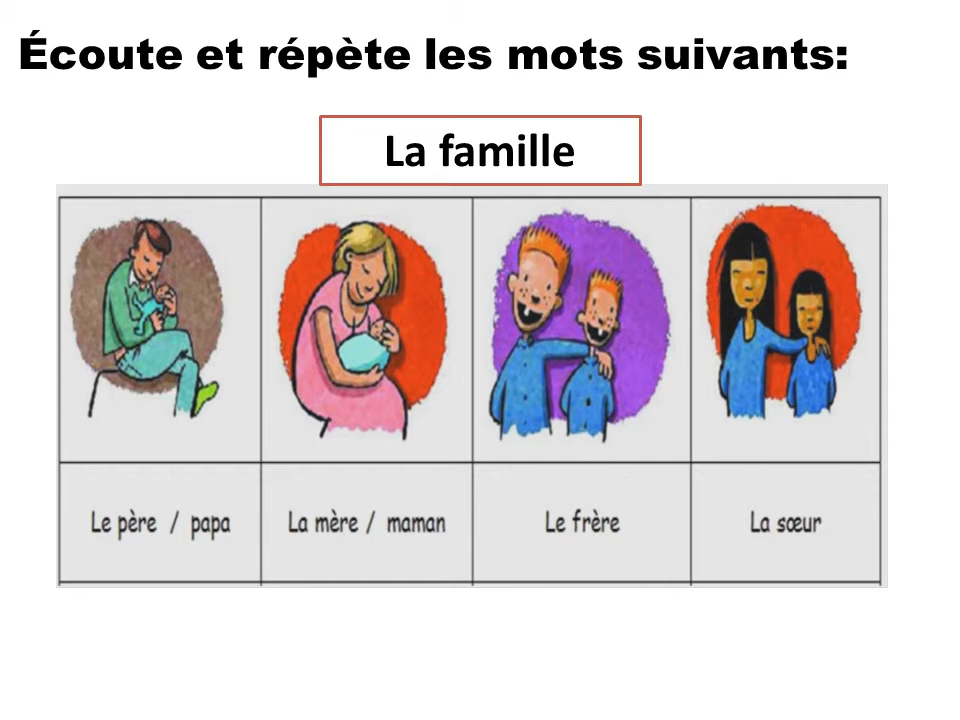 Écoute et répète les mots suivants:
La famille
Le père / papa
La mère / maman
Le frère
La sœur